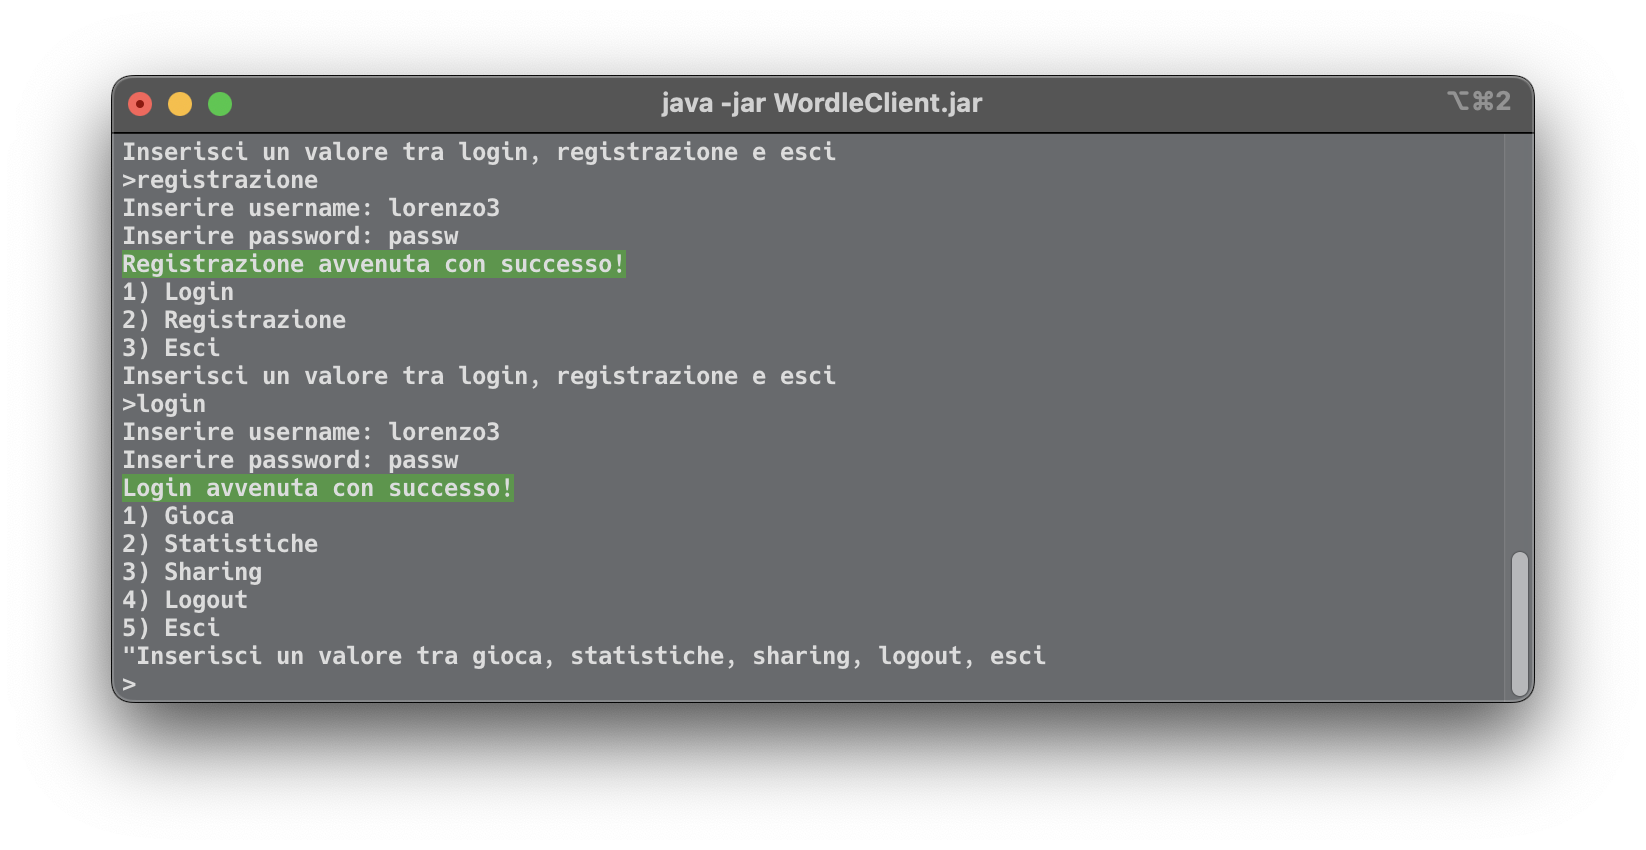 java -jar WordleClient.jar
⌥⌘2
Inserisci un valore tra login, registrazione e esci
>registrazione
Inserire username: lorenzo3
Inserire password: passw
Registrazione avvenuta con successo!
1) Login
2) Registrazione
3) Esci
Inserisci un valore tra login, registrazione e esci
>login
Inserire username: lorenzo3
Inserire password: passw
Login avvenuta con successo!
1) Gioca
2) Statistiche
3) Sharing
4) Logout
5) Esci
"Inserisci un valore tra gioca, statistiche, sharing, logout, esci
>